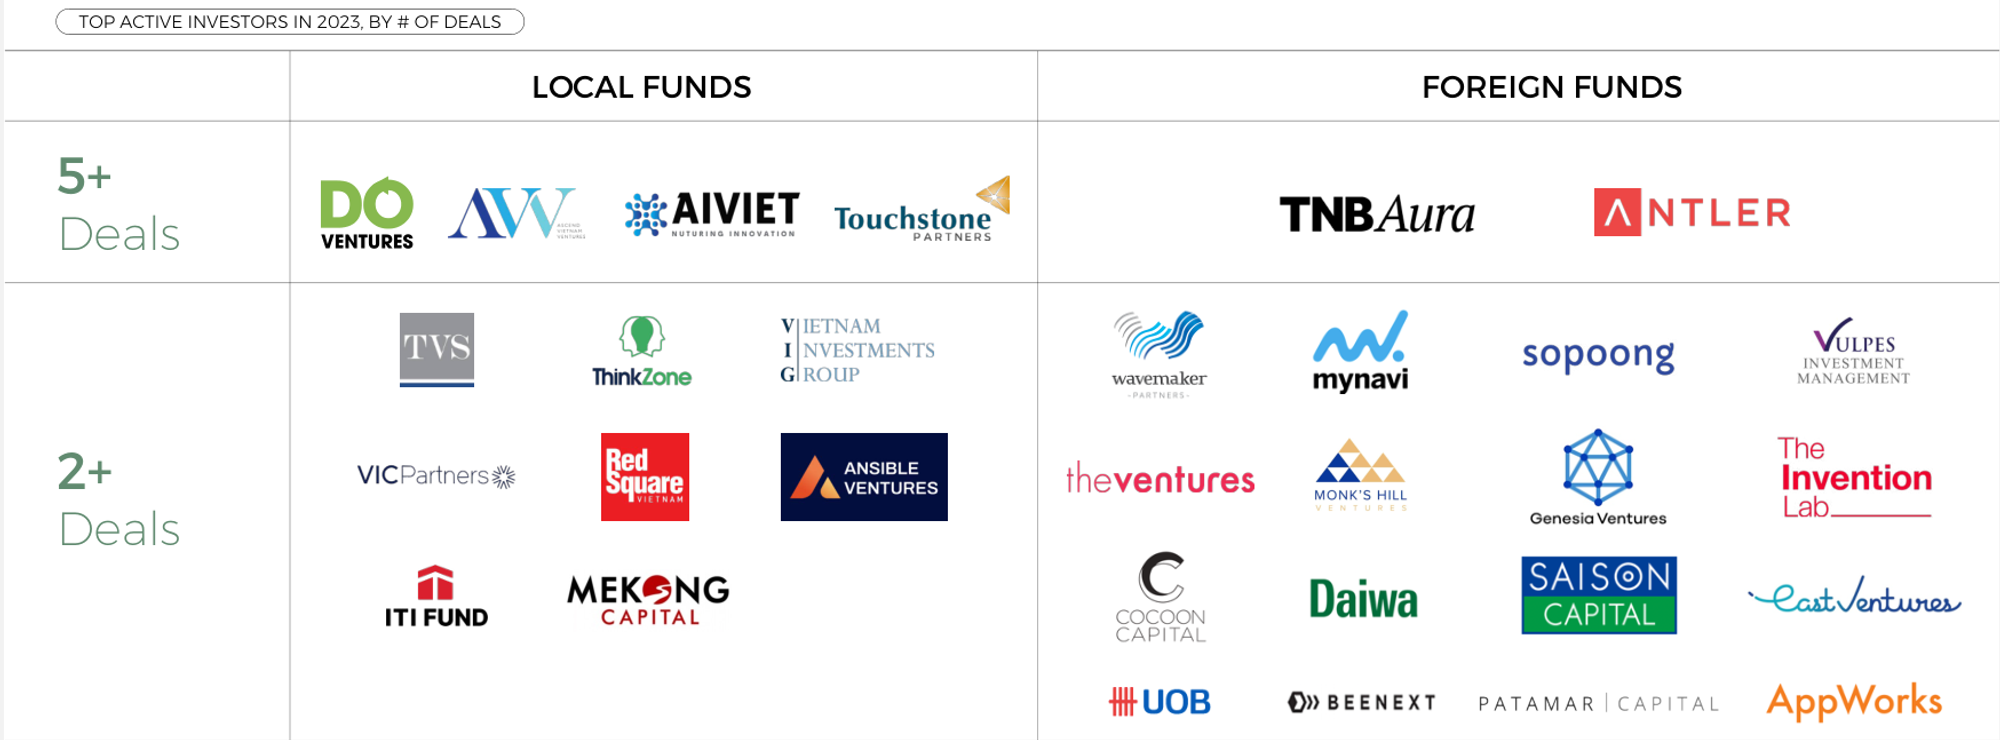 TOP ACTIVE INVESTORS IN 2023, BY # OF DEALS
LOCAL FUNDS
FOREIGN FUNDS
5+
Deals
DO
VENTURES
AVV
ASCEND
VIETNAM
VENTURES
AIVIET
NUTURING INNOVATION
Touchstone
PARTNERS
TNBAura
ANTLER
2+
Deals
TVS
ThinkZone
VIETNAM
INVESTMENTS
GROUP
VICPartners
Red
Square
VIETNAM
ANSIBLE
VENTURES
ITI FUND
MEKONG
CAPITAL
wavemaker
-PARTNERS-
mynavi
sopoong
VULPES
INVESTMENT
MANAGEMENT
theventures
MONK'S HILL
VENTURES
Genesia Ventures
The
Invention
Lab
COCOON
CAPITAL
Daiwa
SAISON
CAPITAL
East Ventures
UOB
BEENEXT
PATAMAR | CAPITAL
AppWorks